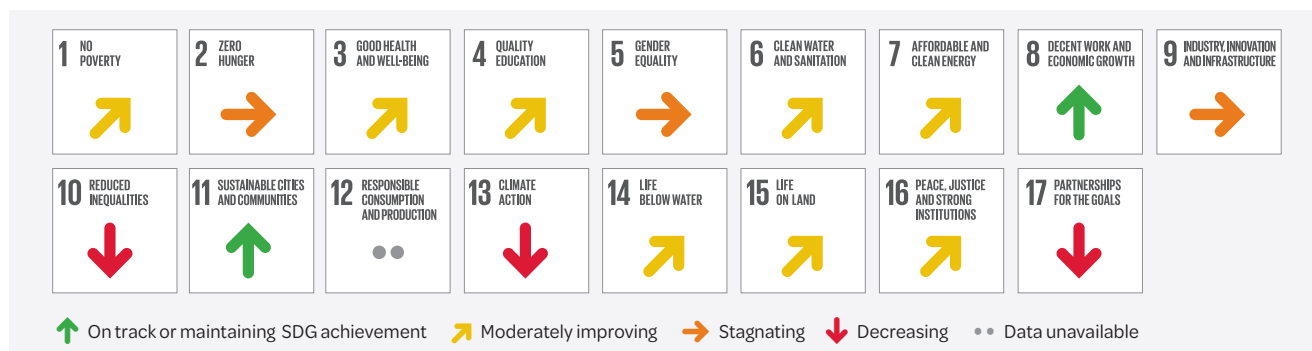 1 NO
POVERTY
2 ZERO
HUNGER
3 GOOD HEALTH
AND WELL-BEING
4 QUALITY
EDUCATION
5 GENDER
EQUALITY
6 CLEAN WATER
AND SANITATION
7 AFFORDABLE AND
CLEAN ENERGY
8 DECENT WORK AND
ECONOMIC GROWTH
9 INDUSTRY, INNOVATION
AND INFRASTRUCTURE
10 REDUCED
INEQUALITIES
11 SUSTAINABLE CITIES
AND COMMUNITIES
12 RESPONSIBLE
CONSUMPTION
AND PRODUCTION
13 CLIMATE
ACTION
14 LIFE
BELOW WATER
15 LIFE
ON LAND
16 PEACE, JUSTICE
AND STRONG
INSTITUTIONS
17 PARTNERSHIPS
FOR THE GOALS
On track or maintaining SDG achievement Moderately improving Stagnating Decreasing Data unavailable